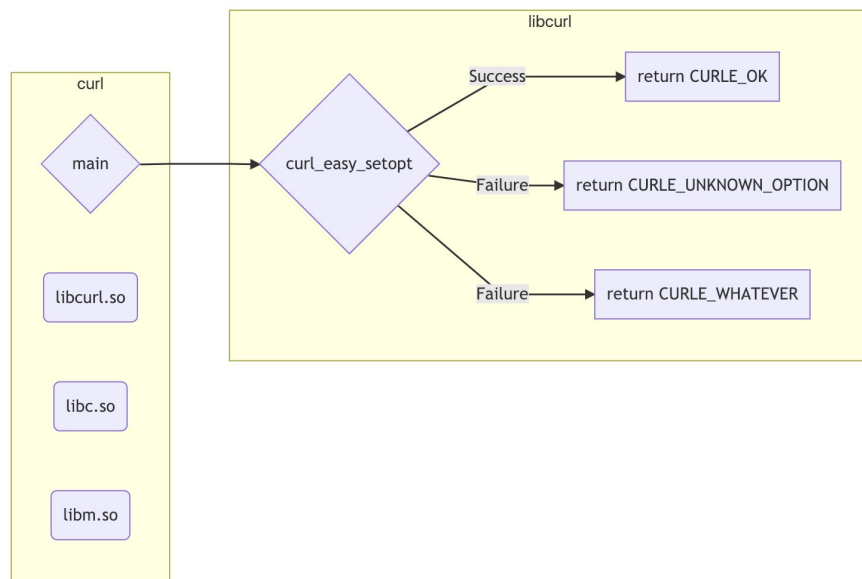 curl
main
libcurl.so
libc.so
libm.so
libcurl
curl_easy_setopt
Success
return CURLE_OK
Failure
return CURLE_UNKNOWN_OPTION
Failure
return CURLE_WHATEVER